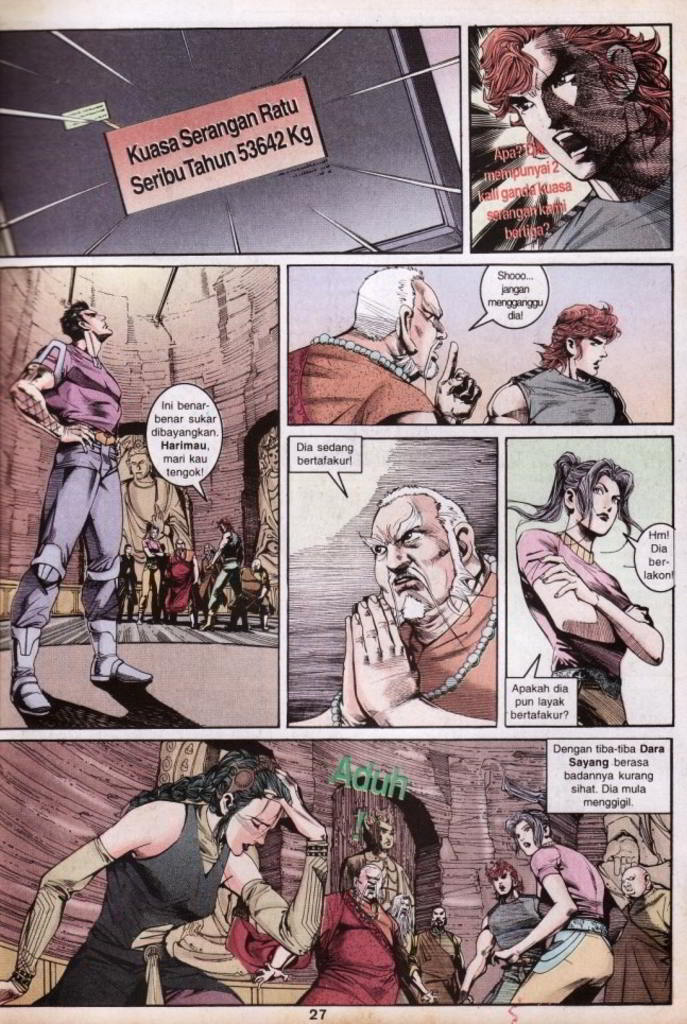 Kuasa Serangan Ratu
Seribu Tahun 53642 Kg
Apa? Dia
mempunyai 2
kali ganda kuasa
serangan kami
bertiga?
Ini benar-
benar sukar
dibayangkan.
Harimau,
mari kau
tengok!
Shooo...
jangan
mengganggu
dia!
Dia sedang
bertafakur!
Hm!
Dia
ber-
lakon!
Apakah dia
pun layak
bertafakur?
Dengan tiba-tiba Dara
Sayang berasa
badannya kurang
sihat. Dia mula
menggigil.
Aduh
!
27